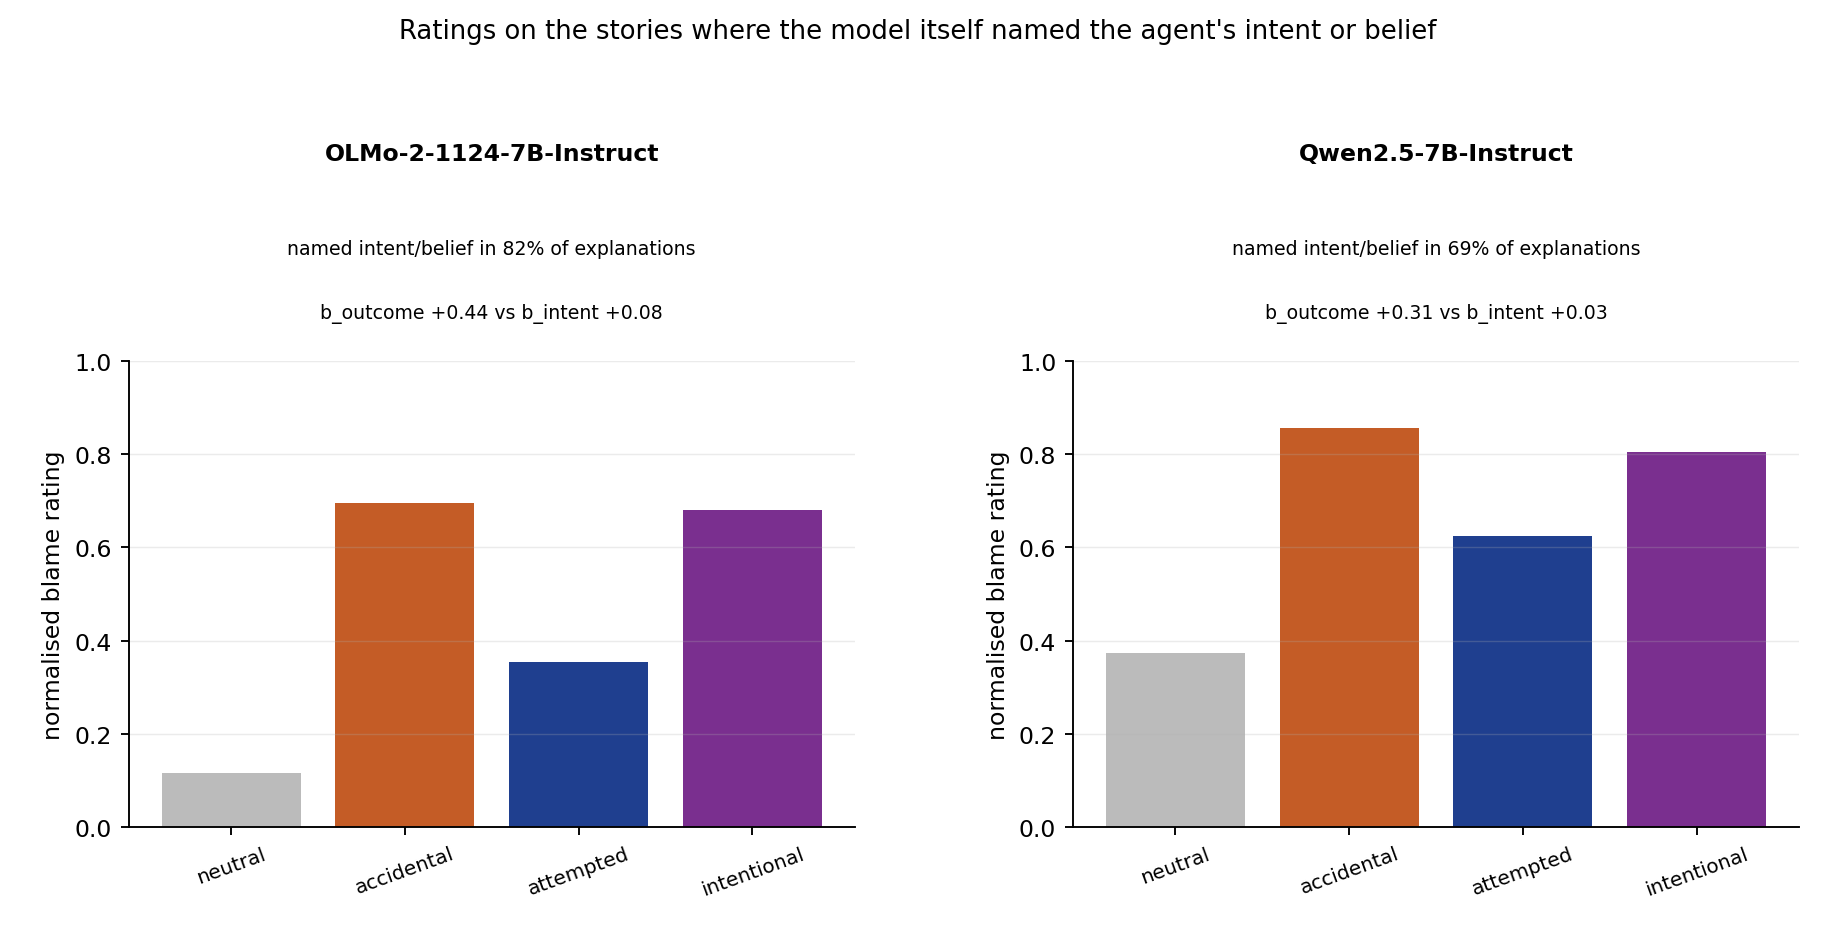 Ratings on the stories where the model itself named the agent's intent or belief
OLMo-2-1124-7B-Instruct
named intent/belief in 82% of explanations
b_outcome +0.44 vs b_intent +0.08
normalised blame rating
1.0
0.8
0.6
0.4
0.2
0.0
neutral
accidental
attempted
intentional
Qwen2.5-7B-Instruct
named intent/belief in 69% of explanations
b_outcome +0.31 vs b_intent +0.03
normalised blame rating
1.0
0.8
0.6
0.4
0.2
0.0
neutral
accidental
attempted
intentional